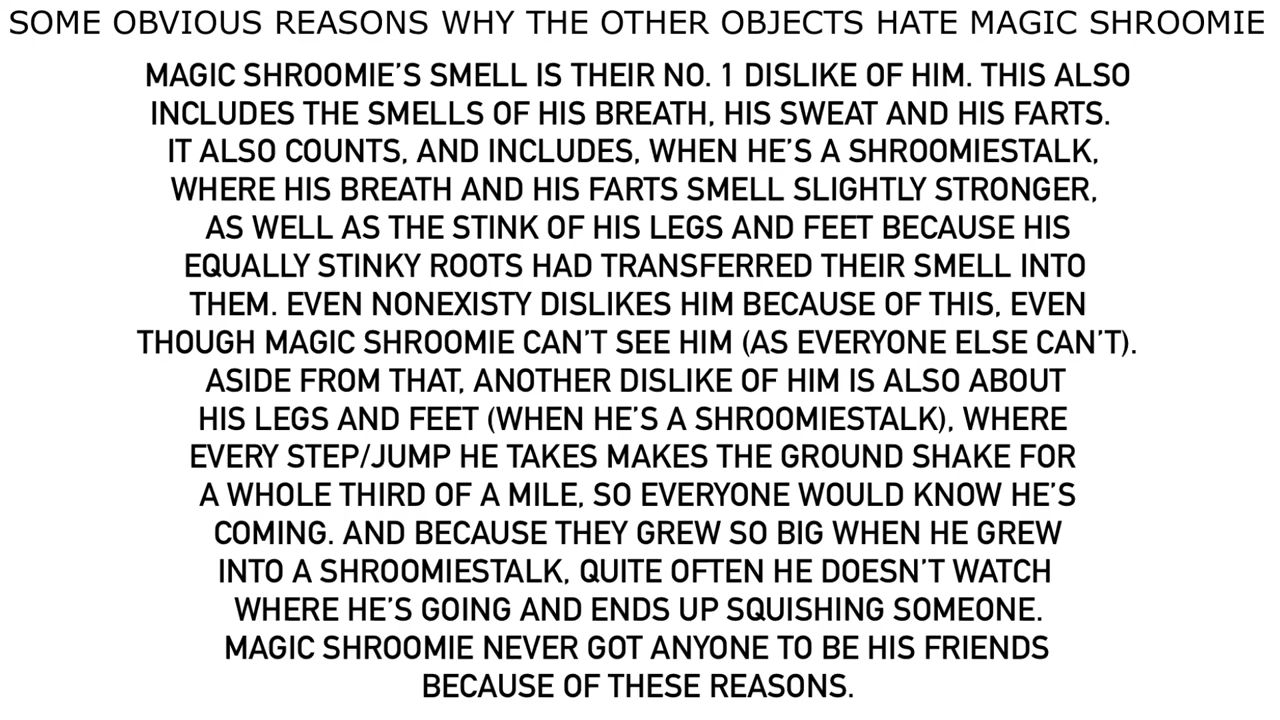 SOME OBVIOUS REASONS WHY THE OTHER OBJECTS HATE MAGIC SHROOMIE
MAGIC SHROOMIE'S SMELL IS THEIR NO. 1 DISLIKE OF HIM. THIS ALSO
INCLUDES THE SMELLS OF HIS BREATH, HIS SWEAT AND HIS FARTS.
IT ALSO COUNTS, AND INCLUDES, WHEN HE'S A SHROOMIESTALK,
WHERE HIS BREATH AND HIS FARTS SMELL SLIGHTLY STRONGER,
AS WELL AS THE STINK OF HIS LEGS AND FEET BECAUSE HIS
EQUALLY STINKY ROOTS HAD TRANSFERRED THEIR SMELL INTO
THEM. EVEN NONEXISTY DISLIKES HIM BECAUSE OF THIS, EVEN
THOUGH MAGIC SHROOMIE CAN'T SEE HIM (AS EVERYONE ELSE CAN'T).
ASIDE FROM THAT, ANOTHER DISLIKE OF HIM IS ALSO ABOUT
HIS LEGS AND FEET (WHEN HE'S A SHROOMIESTALK), WHERE
EVERY STEP/JUMP HE TAKES MAKES THE GROUND SHAKE FOR
A WHOLE THIRD OF A MILE, SO EVERYONE WOULD KNOW HE'S
COMING. AND BECAUSE THEY GREW SO BIG WHEN HE GREW
INTO A SHROOMIESTALK, QUITE OFTEN HE DOESN'T WATCH
WHERE HE'S GOING AND ENDS UP SQUISHING SOMEONE.
MAGIC SHROOMIE NEVER GOT ANYONE TO BE HIS FRIENDS
BECAUSE OF THESE REASONS.